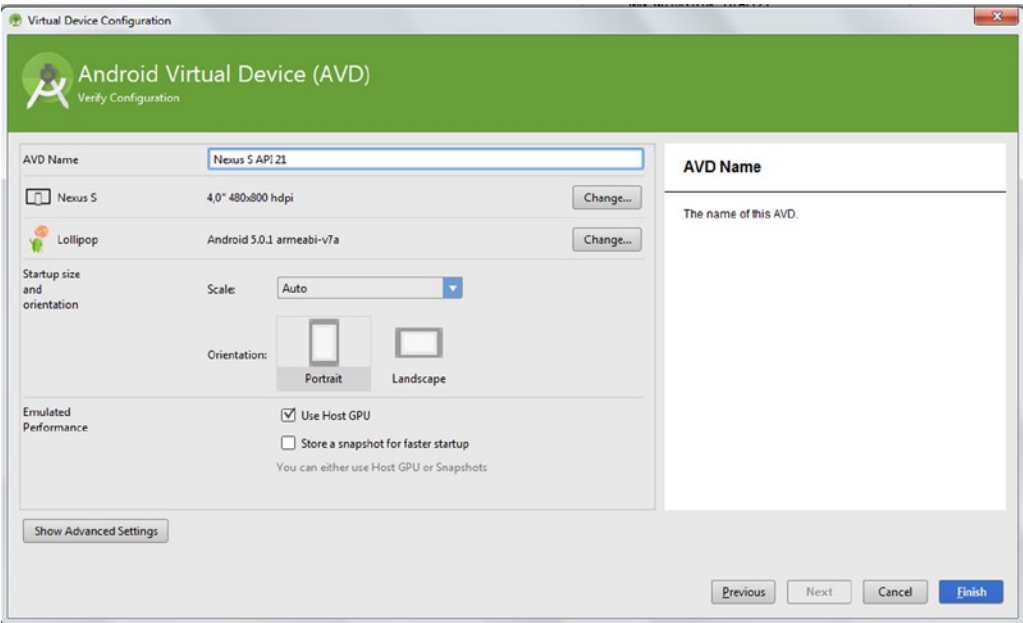 Virtual Device Configuration
Android Virtual Device (AVD)
Verify Configuration
AVD Name
Nexus S API 21
Nexus S
4,0" 480x800 hdpi
Change...
Lollipop
Android 5.0.1 armeabi-v7a
Change...
Startup size
and
orientation
Scale:
Auto
Orientation:
Portrait
Landscape
Emulated
Performance
Use Host GPU
Store a snapshot for faster startup
You can either use Host GPU or Snapshots
Show Advanced Settings
AVD Name
The name of this AVD.
Previous
Next
Cancel
Finish